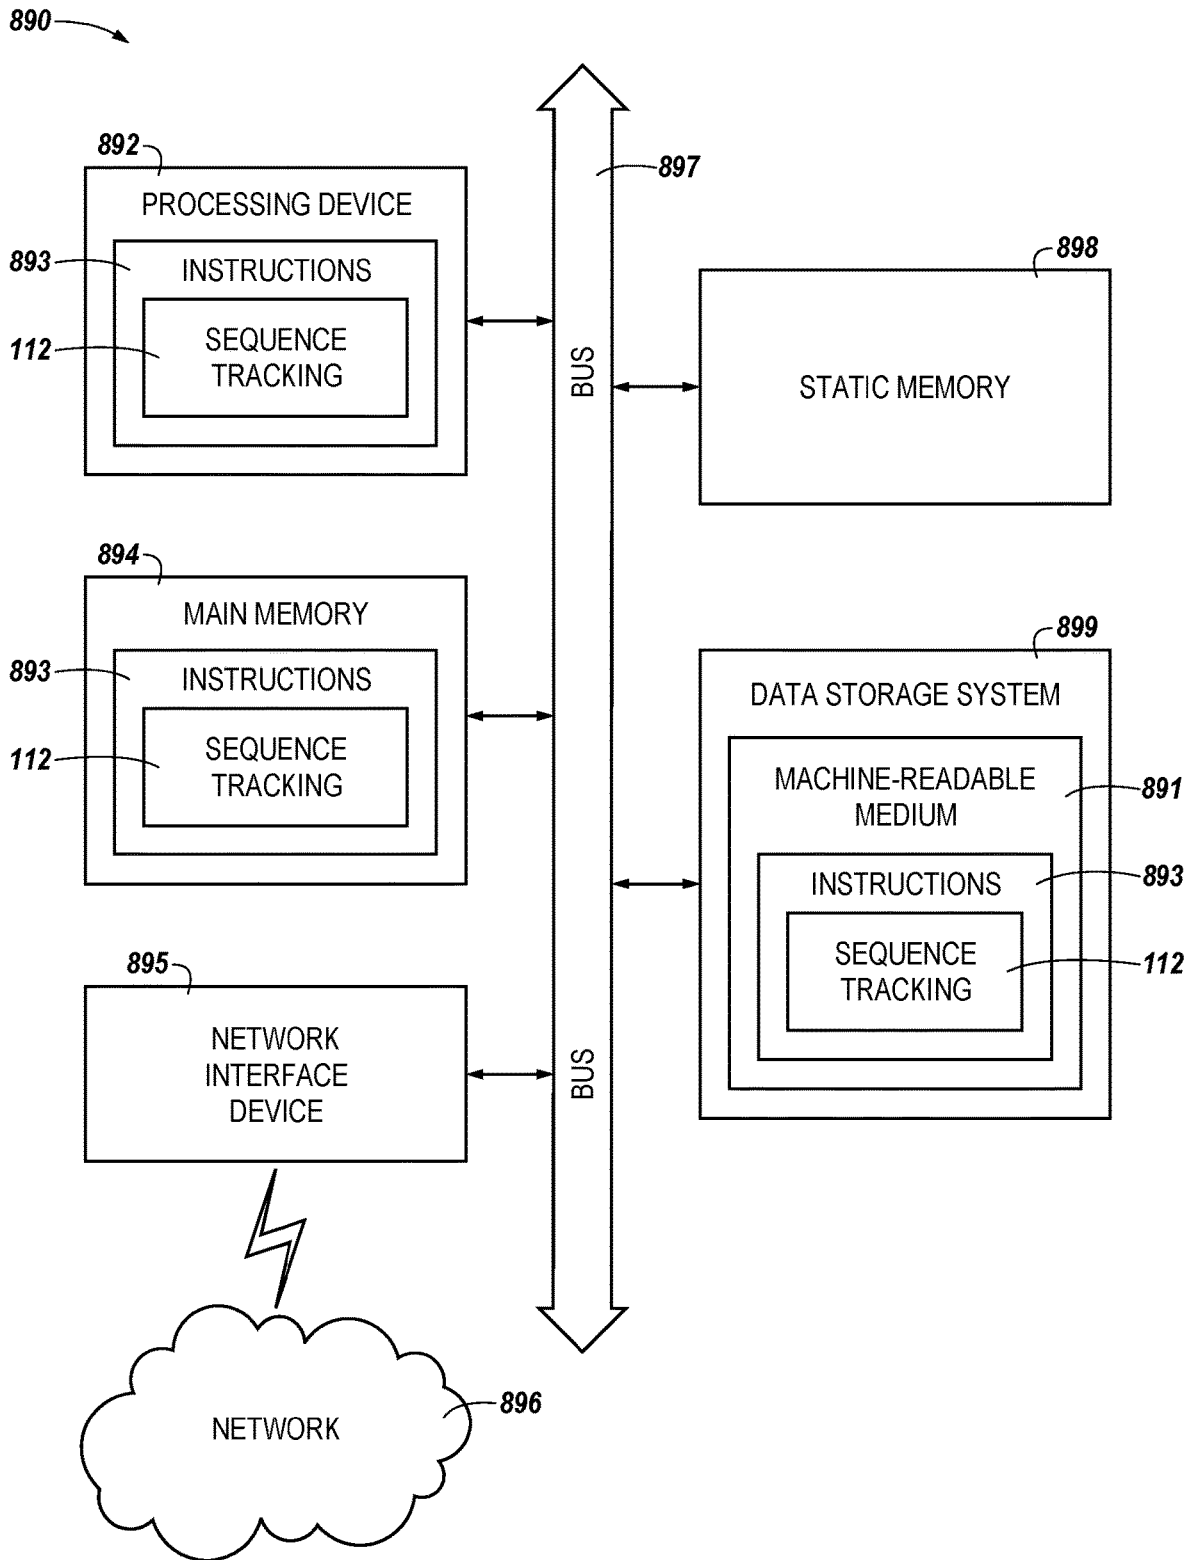 890
892
PROCESSING DEVICE
893
INSTRUCTIONS
112
SEQUENCE
TRACKING
897
BUS
898
STATIC MEMORY
894
MAIN MEMORY
893
INSTRUCTIONS
112
SEQUENCE
TRACKING
899
DATA STORAGE SYSTEM
MACHINE-READABLE
MEDIUM
891
INSTRUCTIONS
893
SEQUENCE
TRACKING
112
895
NETWORK
INTERFACE
DEVICE
BUS
NETWORK
896